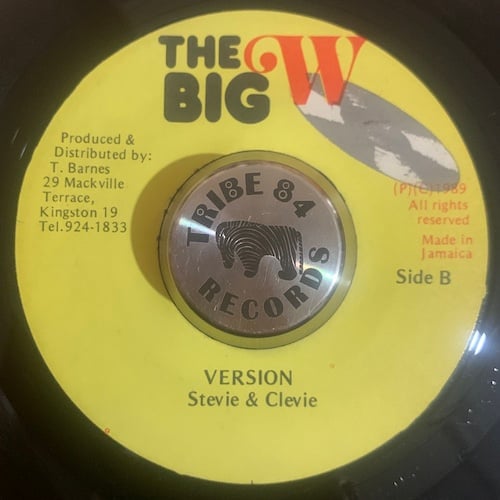 THE
BIG W
Produced &
Distributed by:
T. Barnes
29 Mackville
Terrace,
Kingston 19
Tel.924-1833
TRIBE 84
RECORDS
(P)(C)1989
All rights
reserved
Made in
Jamaica
Side B
VERSION
Stevie & Clevie